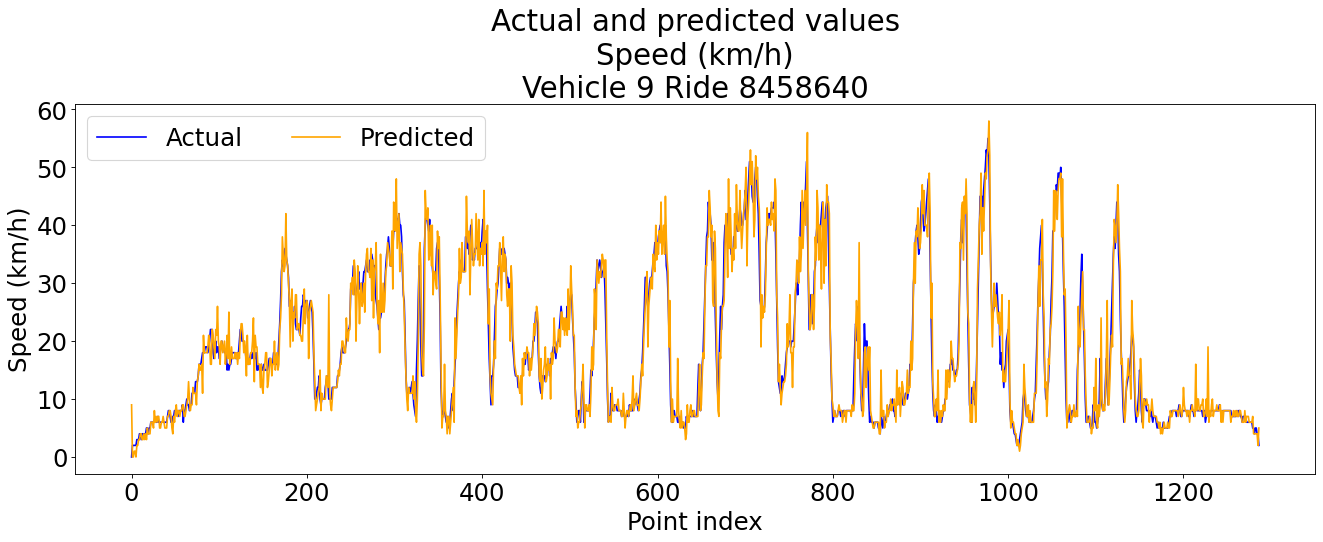 Actual and predicted values
Speed (km/h)
Vehicle 9 Ride 8458640
Actual Predicted
Speed (km/h)
60
50
40
30
20
10
0
0 200 400 600 800 1000 1200
Point index